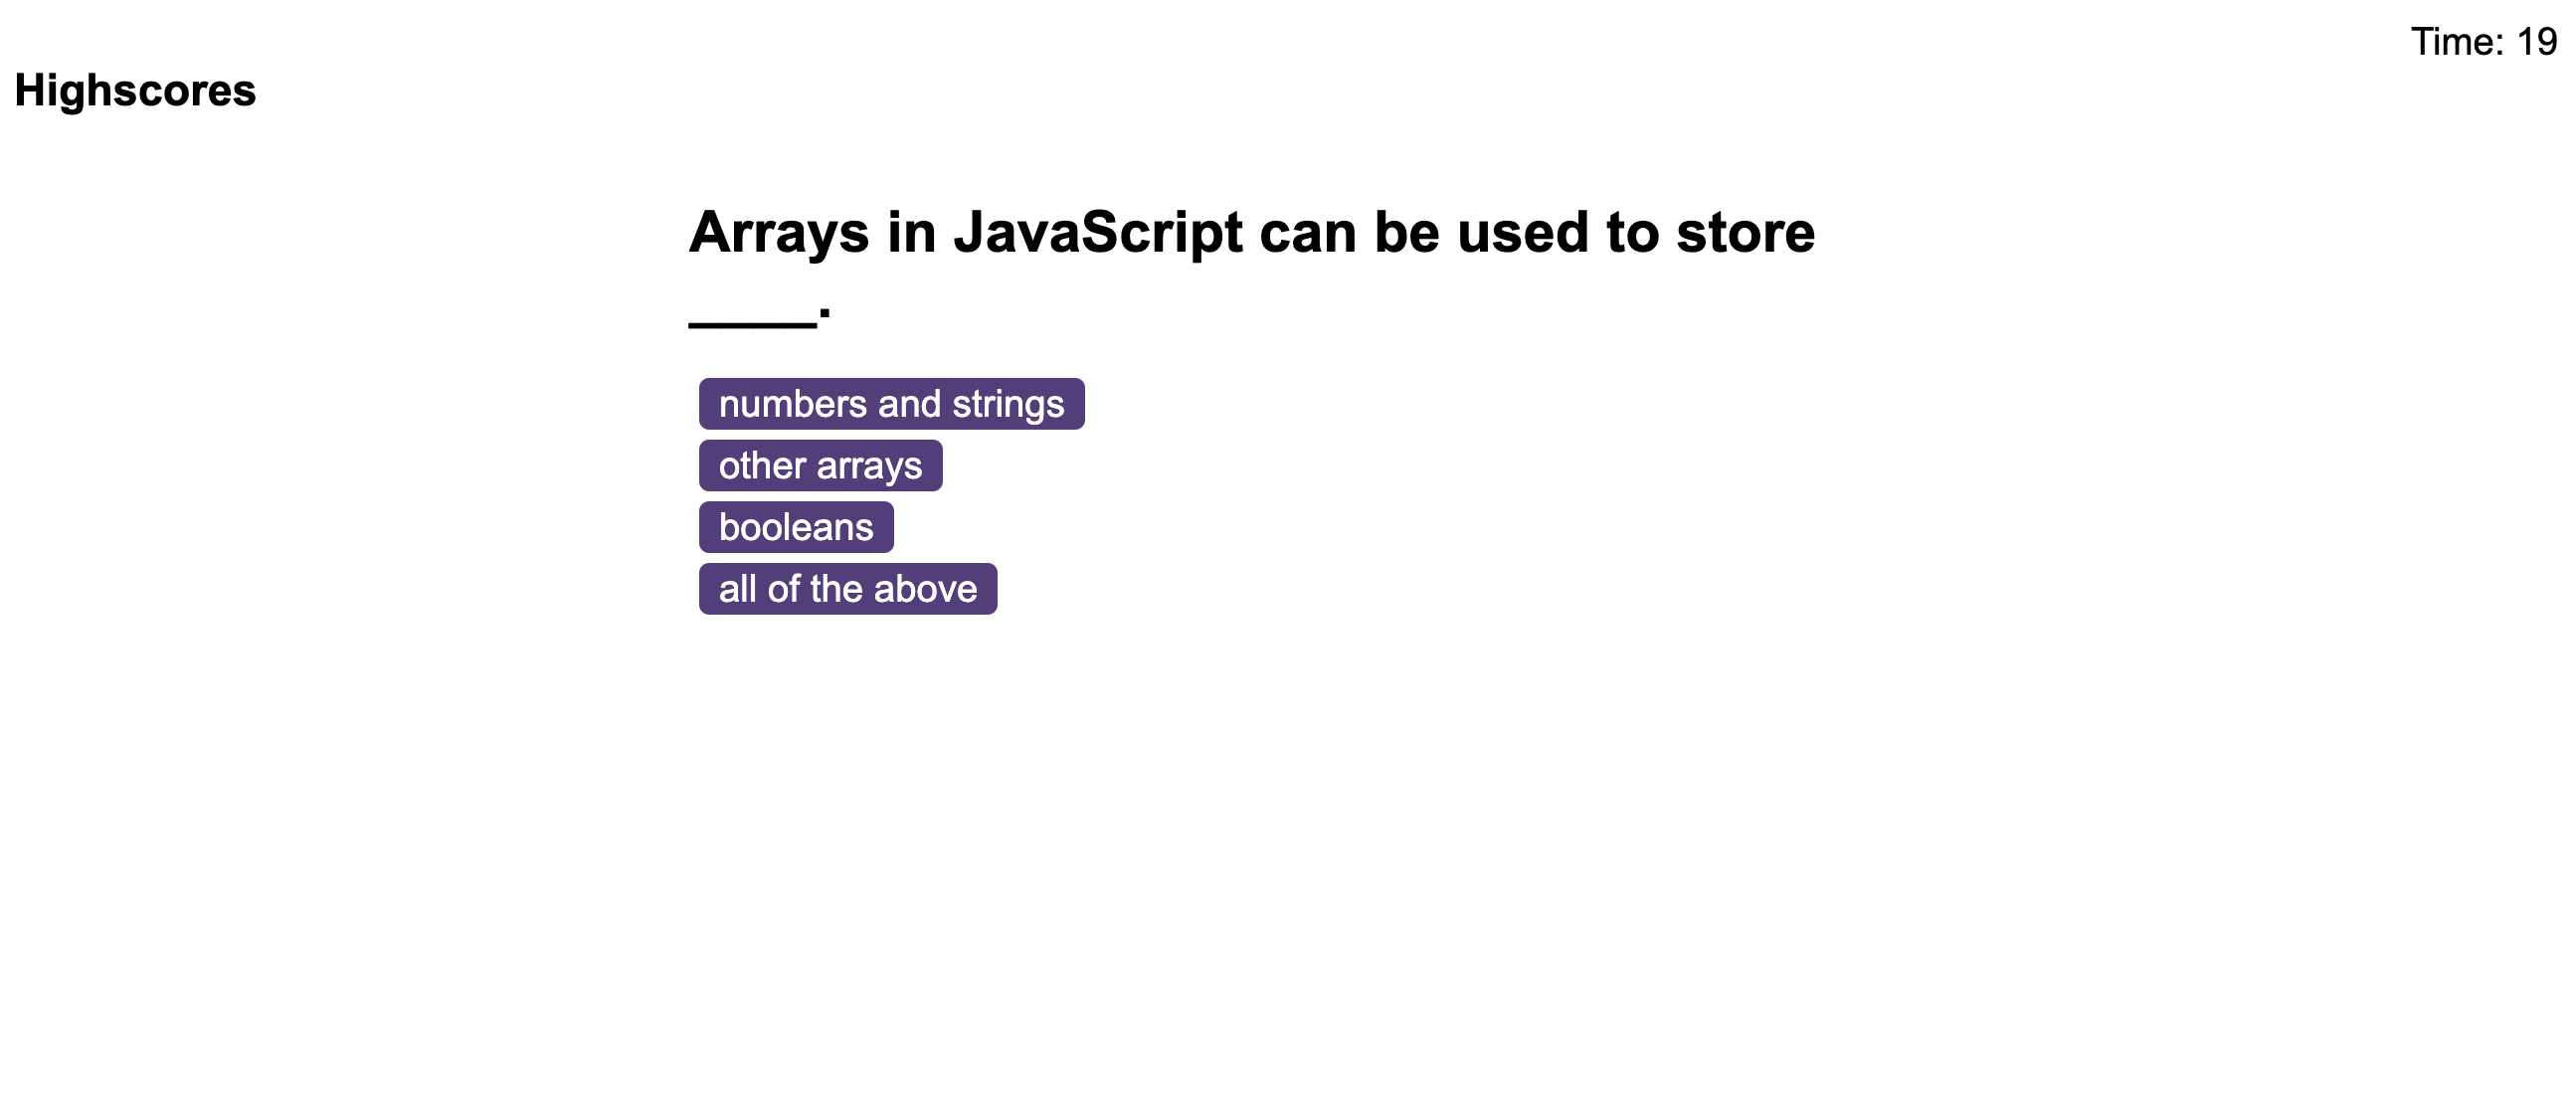 Time: 19
Highscores
Arrays in JavaScript can be used to store
____.
numbers and strings
other arrays
booleans
all of the above